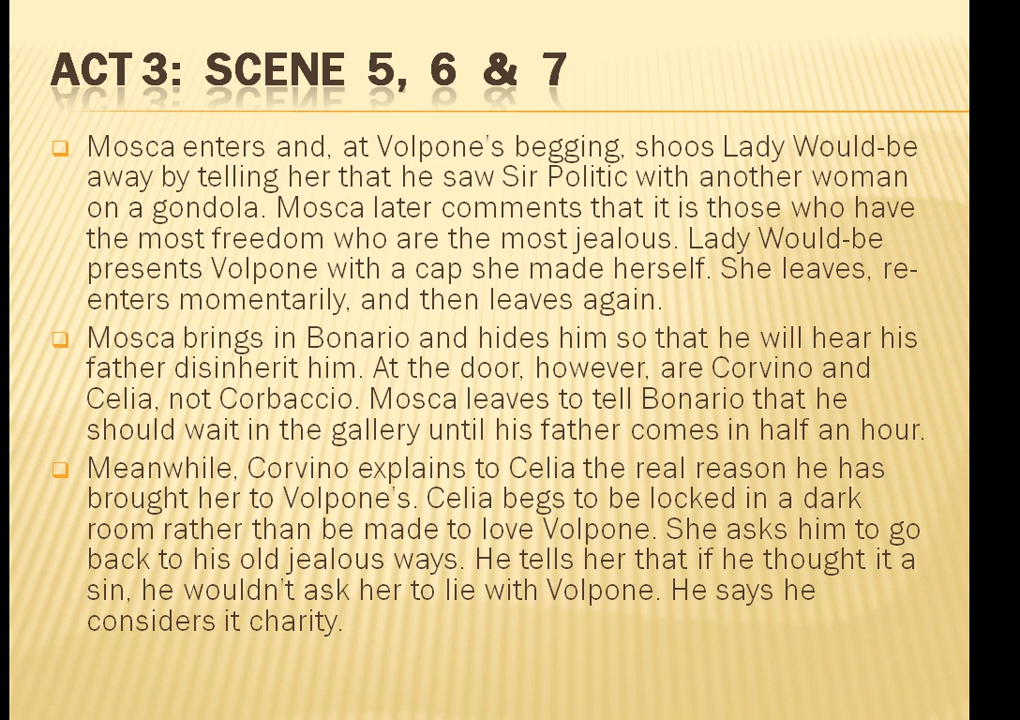 ACT 3: SCENE 5, 6 & 7
Mosca enters and, at Volpone's begging, shoos Lady Would-be
away by telling her that he saw Sir Politic with another woman
on a gondola. Mosca later comments that it is those who have
the most freedom who are the most jealous. Lady Would-be
presents Volpone with a cap she made herself. She leaves, re-
enters momentarily, and then leaves again.
Mosca brings in Bonario and hides him so that he will hear his
father disinherit him. At the door, however, are Corvino and
Celia, not Corbaccio. Mosca leaves to tell Bonario that he
should wait in the gallery until his father comes in half an hour.
Meanwhile, Corvino explains to Celia the real reason he has
brought her to Volpone's. Celia begs to be locked in a dark
room rather than be made to love Volpone. She asks him to go
back to his old jealous ways. He tells her that if he thought it a
sin, he wouldn't ask her to lie with Volpone. He says he
considers it charity.